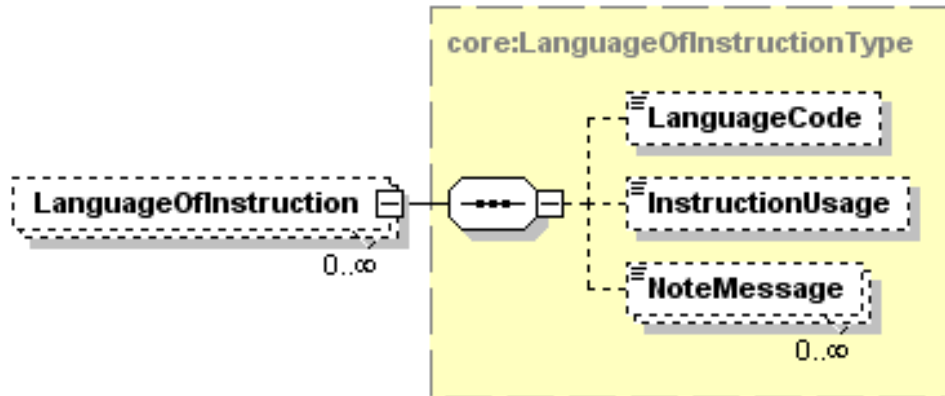 core:LanguageOfInstructionType
LanguageCode
LanguageOfInstruction
InstructionUsage
0..∞
NoteMessage
0..∞